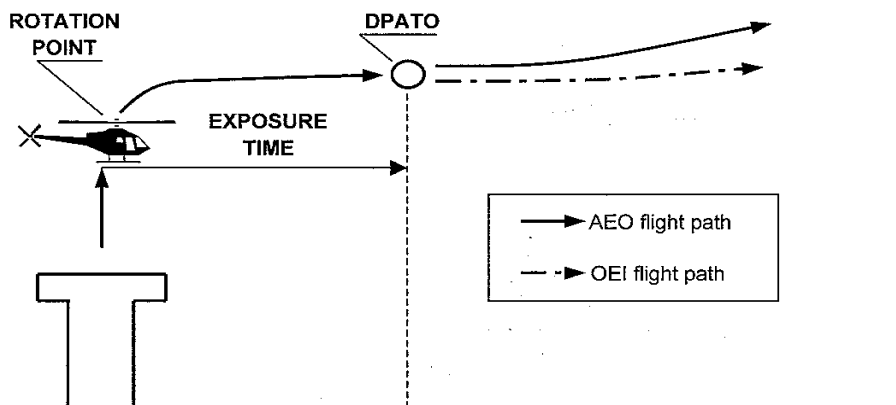 ROTATION
POINT
DPATO
EXPOSURE
TIME
AEO flight path
OEI flight path